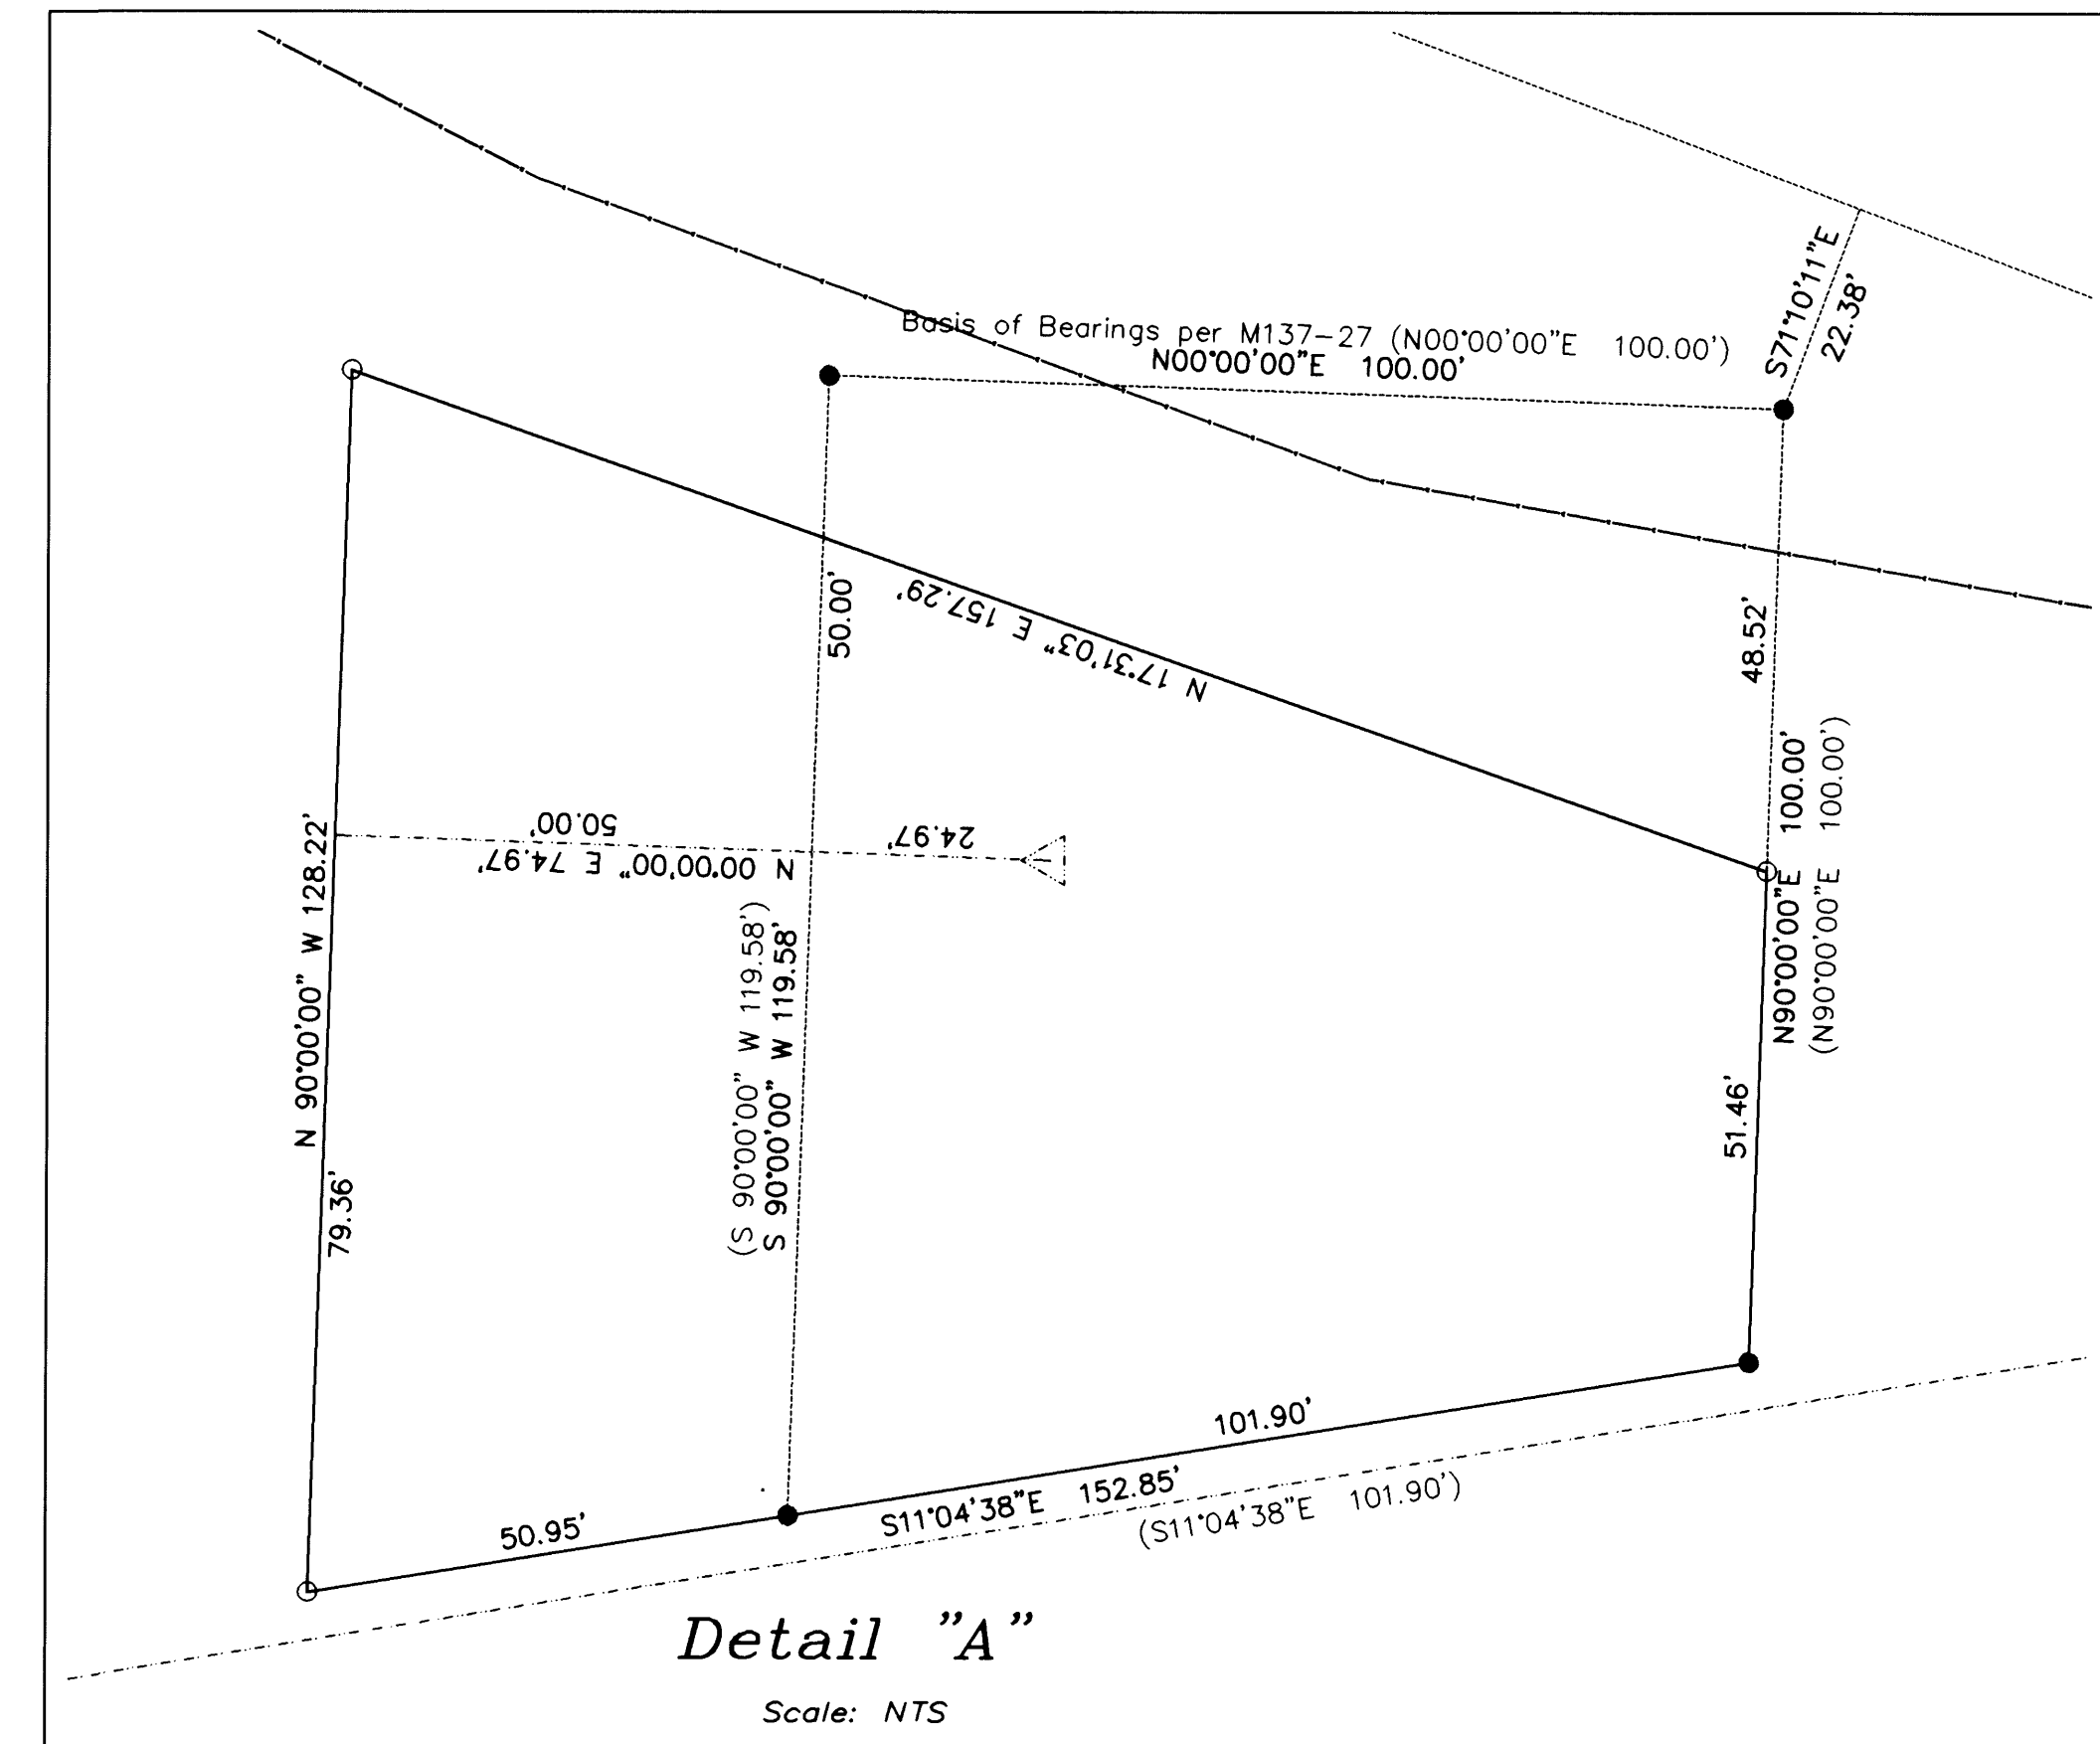 S71°10'11"E
22.38'
Basis of Bearings per M137-27 (N00°00'00"E 100.00')
N00°00'00"E 100.00'
50.00'
N 17°31'03" E 157.29'
48.52'
N90°00'00"E 100.00'
(N90°00'00"E 100.00')
50.00'
N 00°00'00" E 74.97'
24.97'
N 90°00'00" W 128.22'
79.36'
(S 90°00'00" W 119.58')
S 90°00'00" W 119.58'
51.46'
101.90'
S11°04'38"E 152.85'
(S11°04'38"E 101.90')
50.95'
Detail "A"
Scale: NTS